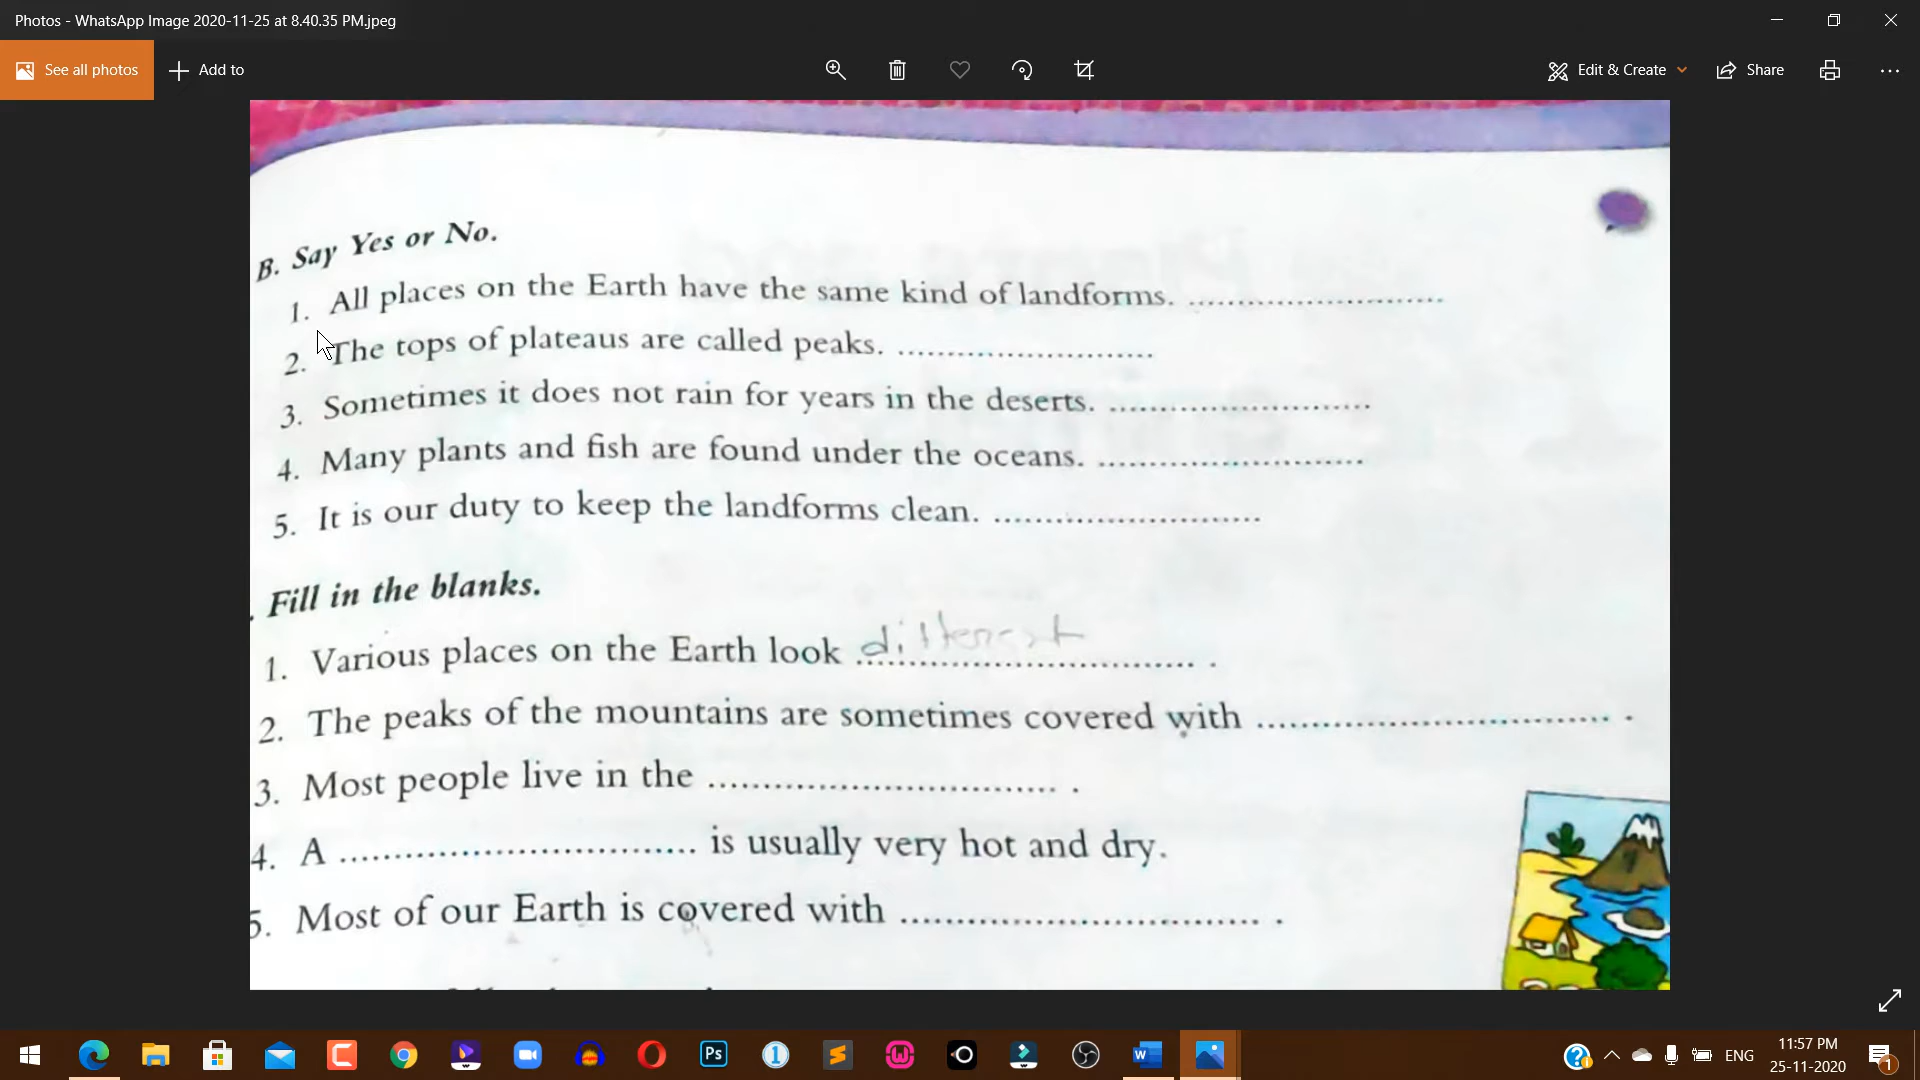 Photos - WhatsApp Image 2020-11-25 at 8.40.35 PM.jpeg
See all photos
Add to
Edit & Create
Share
B. Say Yes or No.
1. All places on the Earth have the same kind of landforms. ..........................
2. The tops of plateaus are called peaks. ..........................
3. Sometimes it does not rain for years in the deserts. ..........................
4. Many plants and fish are found under the oceans. ..........................
5. It is our duty to keep the landforms clean. ..........................
. Fill in the blanks.
1. Various places on the Earth look different .
2. The peaks of the mountains are sometimes covered with .................................. .
3. Most people live in the .................................. .
4. A .................................. is usually very hot and dry.
5. Most of our Earth is covered with .................................. .
Ps
W
ENG
11:57 PM
25-11-2020
1